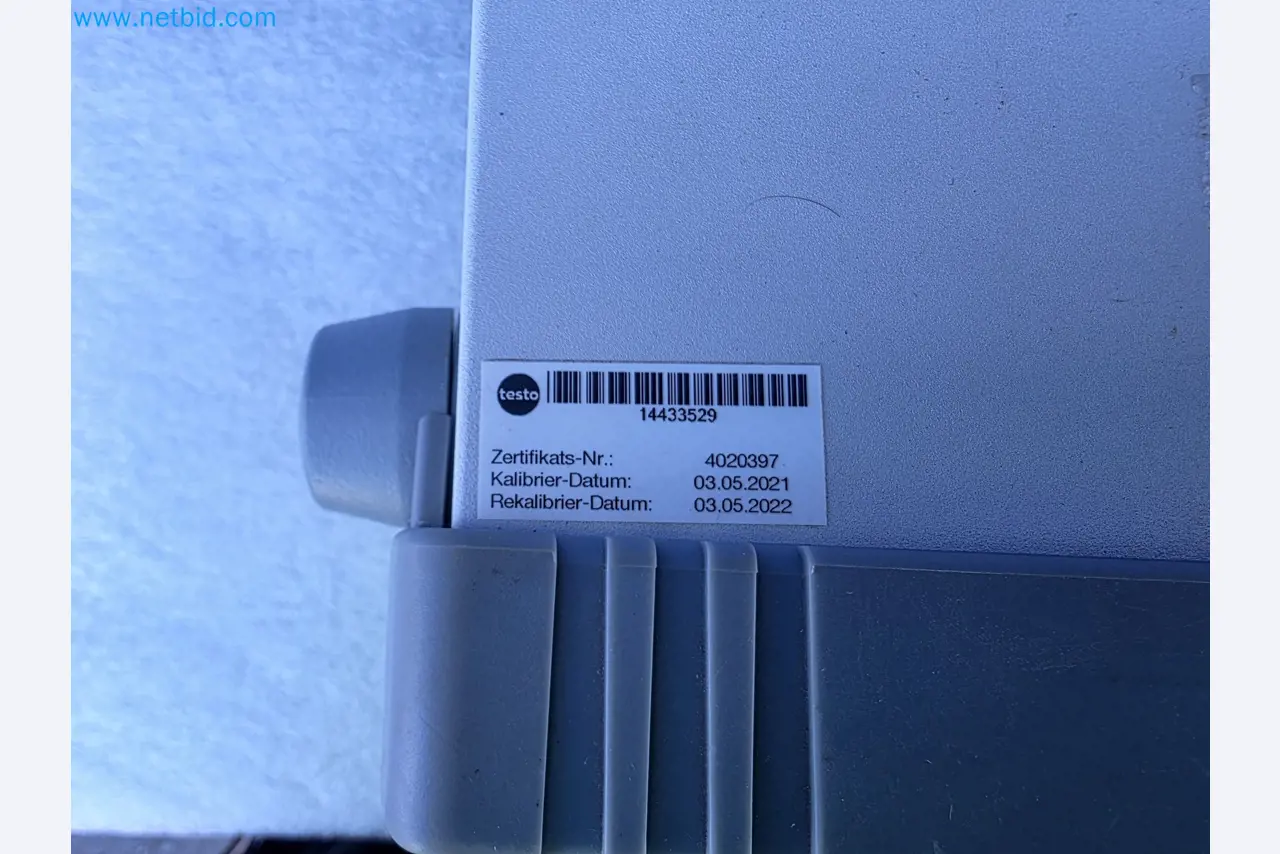 www.netbid.com
testo
14433529
Zertifikats-Nr.: 4020397
Kalibrier-Datum: 03.05.2021
Rekalibrier-Datum: 03.05.2022